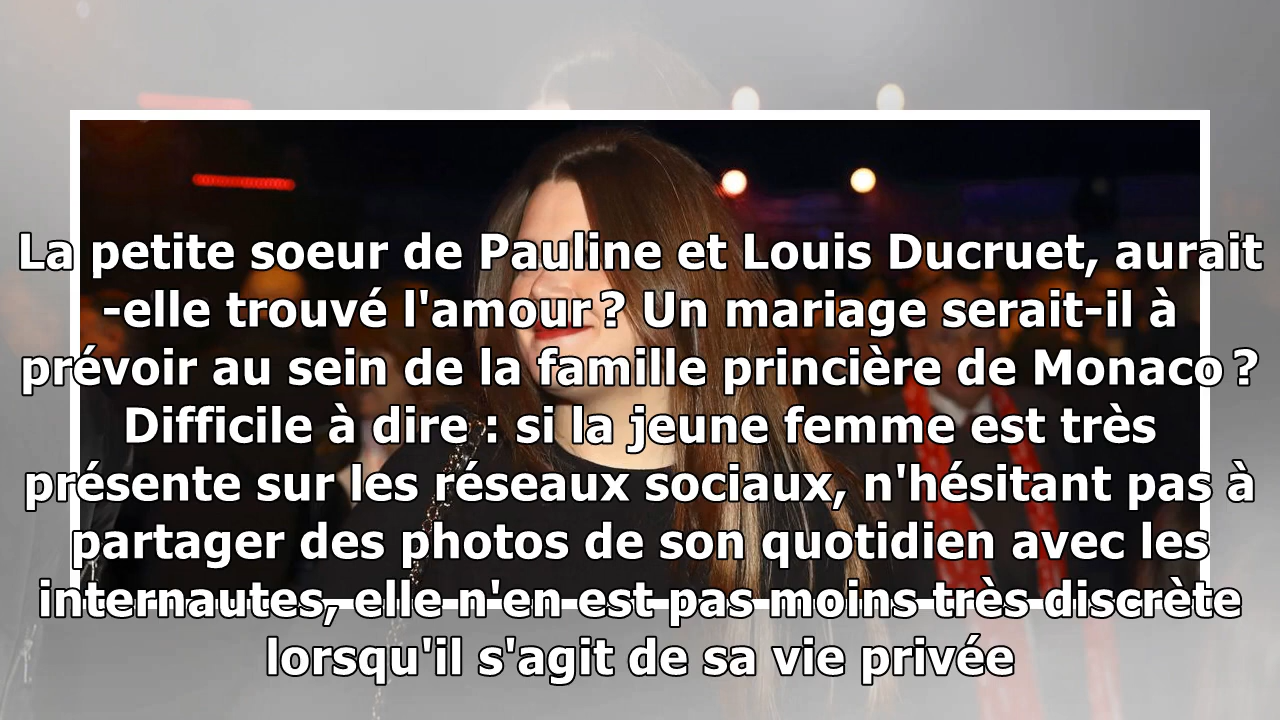 La petite soeur de Pauline et Louis Ducruet, aurait
-elle trouvé l'amour ? Un mariage serait-il à
prévoir au sein de la famille princière de Monaco ?
Difficile à dire : si la jeune femme est très
présente sur les réseaux sociaux, n'hésitant pas à
partager des photos de son quotidien avec les
internautes, elle n'en est pas moins très discrète
lorsqu'il s'agit de sa vie privée